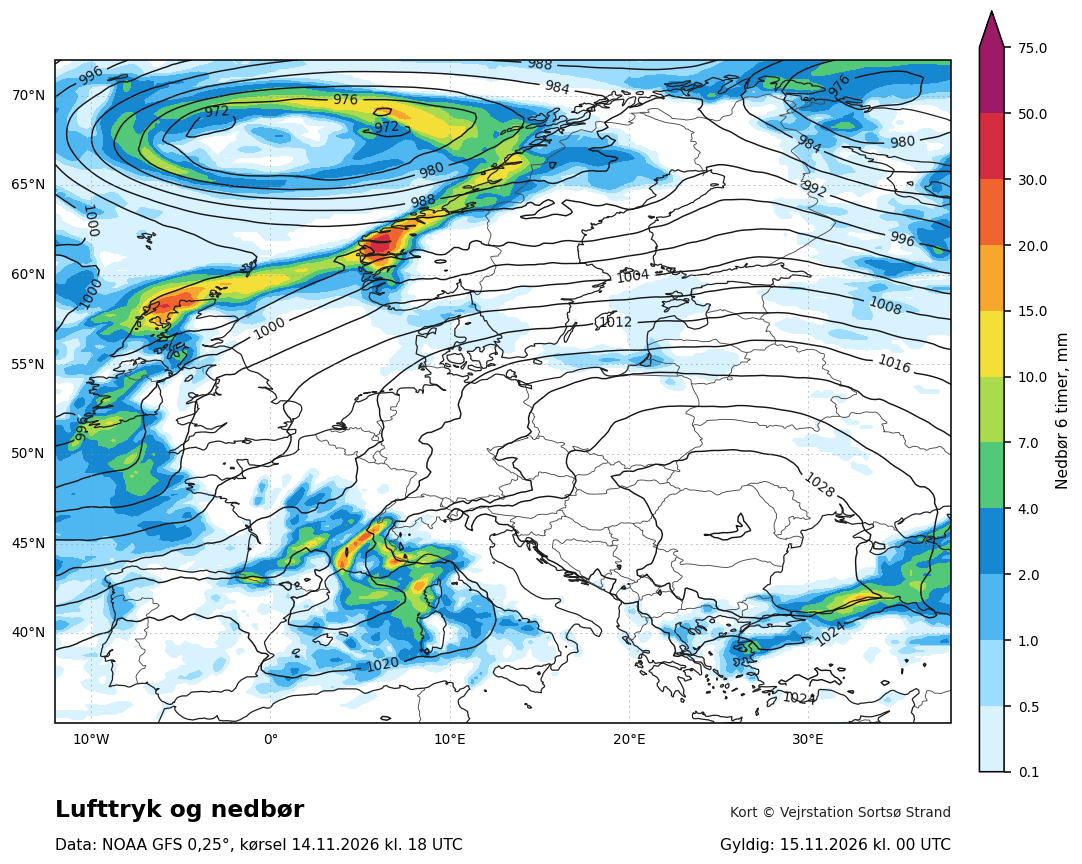 75.0
50.0
30.0
20.0
15.0
10.0
7.0
4.0
2.0
1.0
0.5
0.1
Nedbør 6 timer, mm
70°N
65°N
60°N
55°N
50°N
45°N
40°N
10°W
0°
10°E
20°E
30°E
996
988
984
976
972
976
972
980
984
980
988
992
1000
996
1000
1004
1008
1000
1012
1016
996
1028
1020
1024
1024
Lufttryk og nedbør
Kort © Vejrstation Sortsø Strand
Data: NOAA GFS 0,25°, kørsel 14.11.2026 kl. 18 UTC
Gyldig: 15.11.2026 kl. 00 UTC